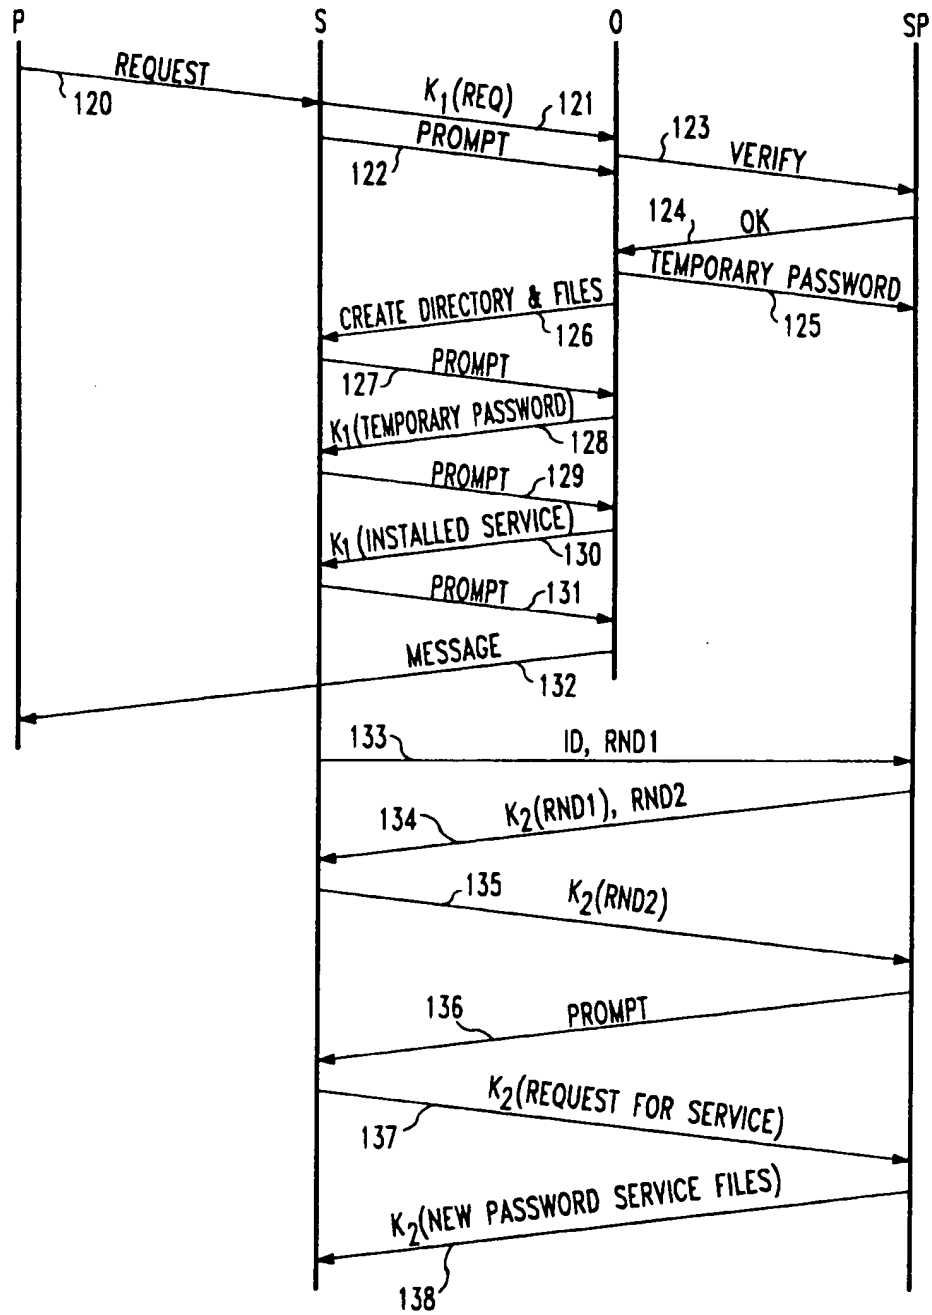 P S O SP
REQUEST
120
K1(REQ)
121
PROMPT
122
123
VERIFY
124
OK
TEMPORARY PASSWORD
125
CREATE DIRECTORY & FILES
126
PROMPT
127
K1(TEMPORARY PASSWORD)
128
PROMPT
129
K1(INSTALLED SERVICE)
130
PROMPT
131
MESSAGE
132
133
ID, RND1
K2(RND1), RND2
134
135
K2(RND2)
136
PROMPT
K2(REQUEST FOR SERVICE)
137
K2(NEW PASSWORD SERVICE FILES)
138